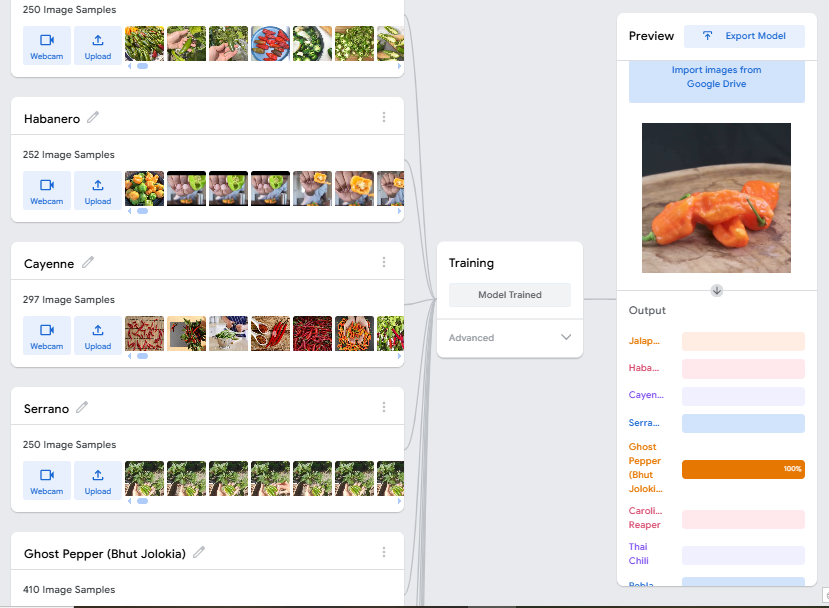 250 Image Samples
Webcam
Upload
Habanero
252 Image Samples
Webcam
Upload
Cayenne
297 Image Samples
Webcam
Upload
Serrano
250 Image Samples
Webcam
Upload
Ghost Pepper (Bhut Jolokia)
410 Image Samples
Training
Model Trained
Advanced
Preview
Export Model
Import images from
Google Drive
Output
Jalap...
Haba...
Cayen...
Serra...
Ghost
Pepper
(Bhut
Joloki...
100%
Caroli...
Reaper
Thai
Chili
Pobla...